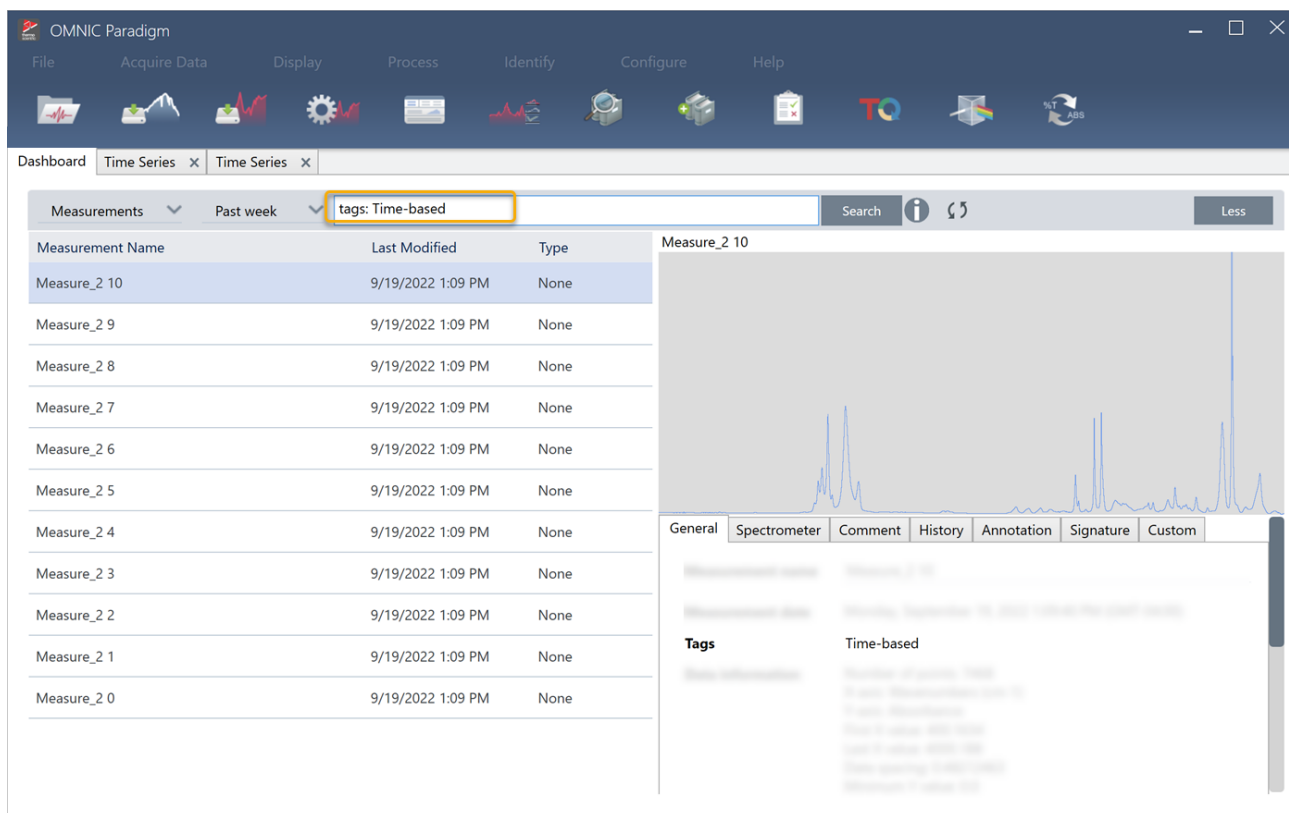 OMNIC Paradigm
File Acquire Data Display Process Identify Configure Help
TQ %T ABS
Dashboard Time Series Time Series
Measurements Past week tags: Time-based Search Less
Measurement Name Last Modified Type
Measure_2 10
Measure_2 10 9/19/2022 1:09 PM None
Measure_2 9 9/19/2022 1:09 PM None
Measure_2 8 9/19/2022 1:09 PM None
Measure_2 7 9/19/2022 1:09 PM None
Measure_2 6 9/19/2022 1:09 PM None
Measure_2 5 9/19/2022 1:09 PM None
Measure_2 4 9/19/2022 1:09 PM None
Measure_2 3 9/19/2022 1:09 PM None
Measure_2 2 9/19/2022 1:09 PM None
Measure_2 1 9/19/2022 1:09 PM None
Measure_2 0 9/19/2022 1:09 PM None
General Spectrometer Comment History Annotation Signature Custom
Tags Time-based